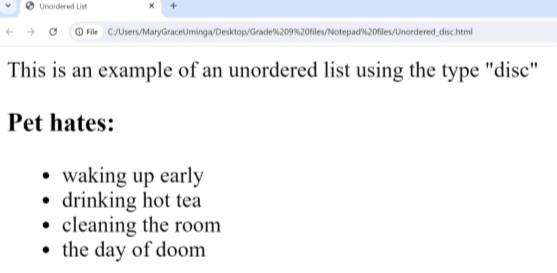 Unordered List
File C:/Users/MaryGraceUminga/Desktop/Grade%209%20files/Notepad%20files/Unordered_disc.html
This is an example of an unordered list using the type "disc"
Pet hates:
• waking up early
• drinking hot tea
• cleaning the room
• the day of doom